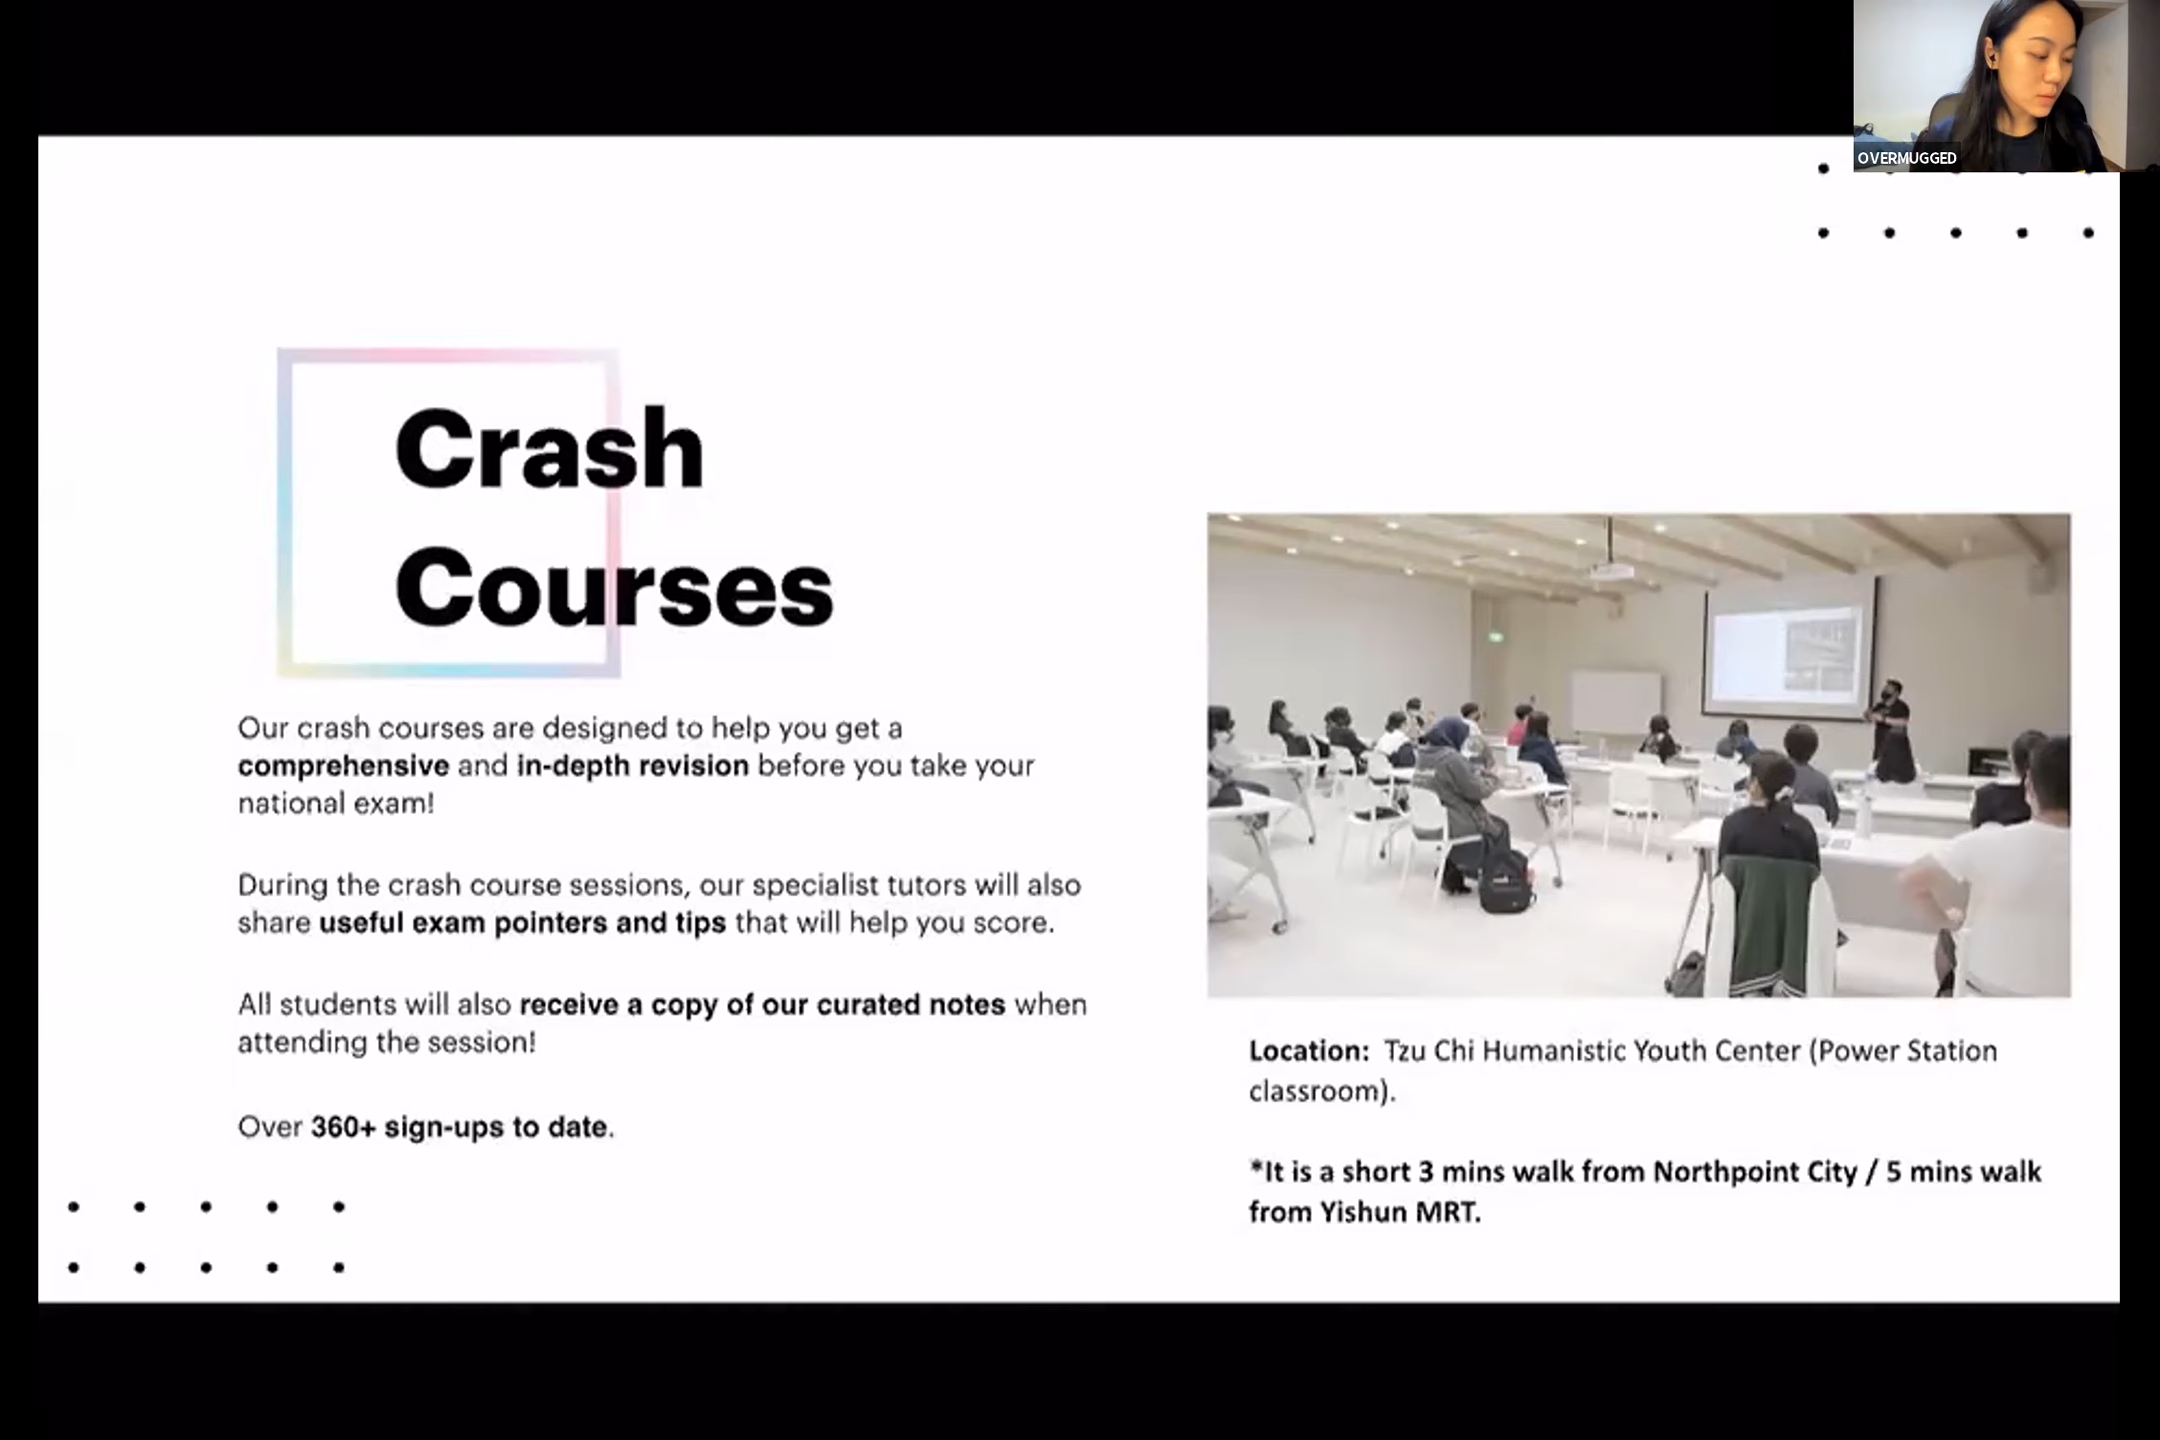 OVERMUGGED
Crash
Courses
Our crash courses are designed to help you get a
comprehensive and in-depth revision before you take your
national exam!
During the crash course sessions, our specialist tutors will also
share useful exam pointers and tips that will help you score.
All students will also receive a copy of our curated notes when
attending the session!
Over 360+ sign-ups to date.
Location:  Tzu Chi Humanistic Youth Center (Power Station
classroom).
*It is a short 3 mins walk from Northpoint City / 5 mins walk
from Yishun MRT.